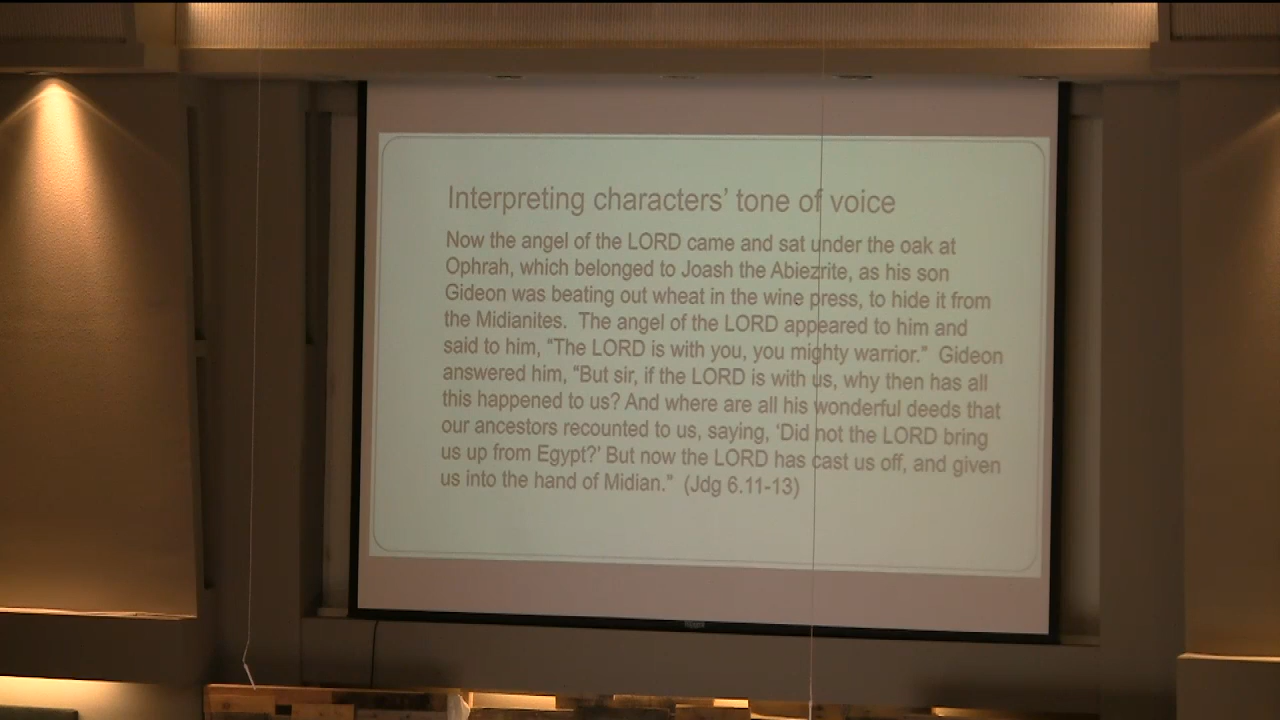 Interpreting characters’ tone of voice
Now the angel of the LORD came and sat under the oak at
Ophrah, which belonged to Joash the Abiezrite, as his son
Gideon was beating out wheat in the wine press, to hide it from
the Midianites.  The angel of the LORD appeared to him and
said to him, “The LORD is with you, you mighty warrior.”  Gideon
answered him, “But sir, if the LORD is with us, why then has all
this happened to us? And where are all his wonderful deeds that
our ancestors recounted to us, saying, ‘Did not the LORD bring
us up from Egypt?’ But now the LORD has cast us off, and given
us into the hand of Midian.”  (Jdg 6.11-13)